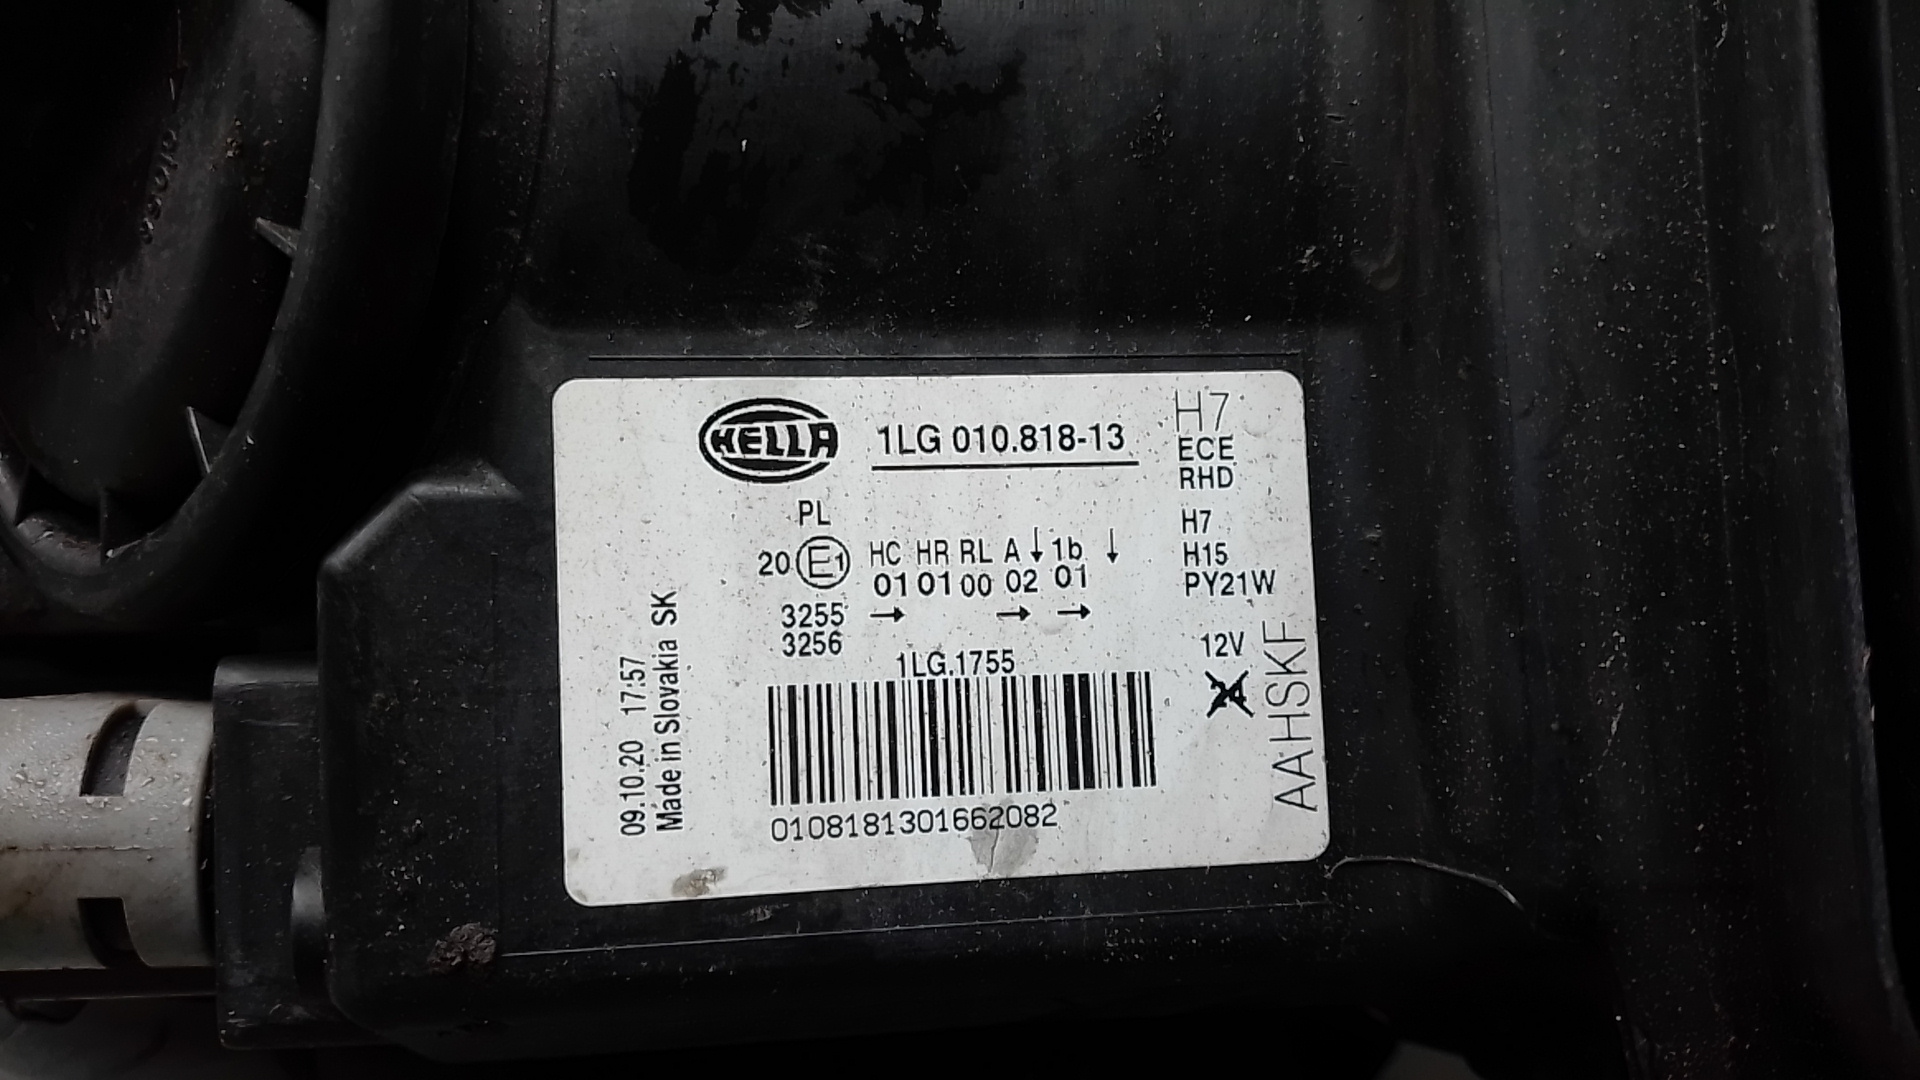 HELLA
1LG 010.818-13
H7
ECE
RHD
PL
20 E1 HC HR RL A ↓ 1b ↓
01 01 00 02 01
3255 → → →
3256
1LG.1755
H7
H15
PY21W
12V
24
AAHSKF
09.10.20 17:57
Made in Slovakia SK
0108181301662082